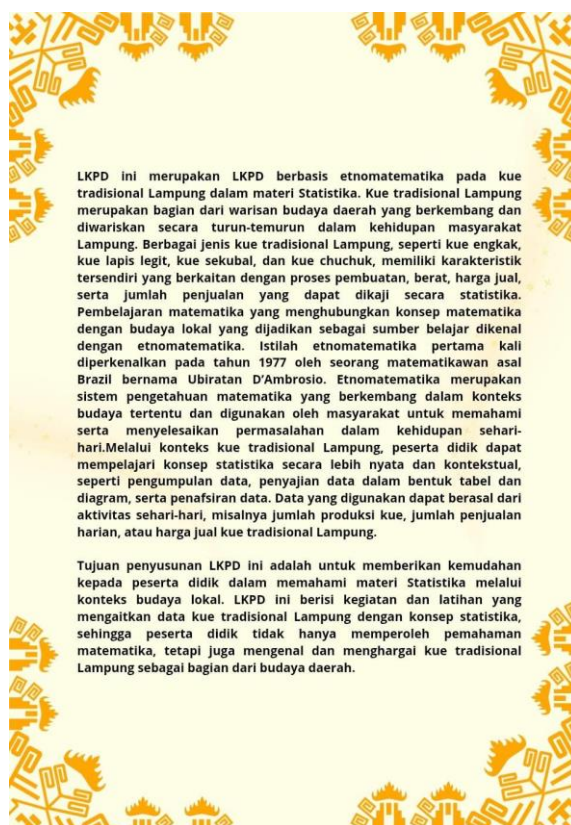 LKPD ini merupakan LKPD berbasis etnomatematika pada kue
tradisional Lampung dalam materi Statistika. Kue tradisional Lampung
merupakan bagian dari warisan budaya daerah yang berkembang dan
diwariskan secara turun-temurun dalam kehidupan masyarakat
Lampung. Berbagai jenis kue tradisional Lampung, seperti kue engkak,
kue lapis legit, kue sekubal, dan kue chuchuk, memiliki karakteristik
tersendiri yang berkaitan dengan proses pembuatan, berat, harga jual,
serta jumlah penjualan yang dapat dikaji secara statistika.
Pembelajaran matematika yang menghubungkan konsep matematika
dengan budaya lokal yang dijadikan sebagai sumber belajar dikenal
dengan etnomatematika. Istilah etnomatematika pertama kali
diperkenalkan pada tahun 1977 oleh seorang matematikawan asal
Brazil bernama Ubiratan D’Ambrosio. Etnomatematika merupakan
sistem pengetahuan matematika yang berkembang dalam konteks
budaya tertentu dan digunakan oleh masyarakat untuk memahami
serta menyelesaikan permasalahan dalam kehidupan sehari-
hari.Melalui konteks kue tradisional Lampung, peserta didik dapat
mempelajari konsep statistika secara lebih nyata dan kontekstual,
seperti pengumpulan data, penyajian data dalam bentuk tabel dan
diagram, serta penafsiran data. Data yang digunakan dapat berasal dari
aktivitas sehari-hari, misalnya jumlah produksi kue, jumlah penjualan
harian, atau harga jual kue tradisional Lampung.
Tujuan penyusunan LKPD ini adalah untuk memberikan kemudahan
kepada peserta didik dalam memahami materi Statistika melalui
konteks budaya lokal. LKPD ini berisi kegiatan dan latihan yang
mengaitkan data kue tradisional Lampung dengan konsep statistika,
sehingga peserta didik tidak hanya memperoleh pemahaman
matematika, tetapi juga mengenal dan menghargai kue tradisional
Lampung sebagai bagian dari budaya daerah.